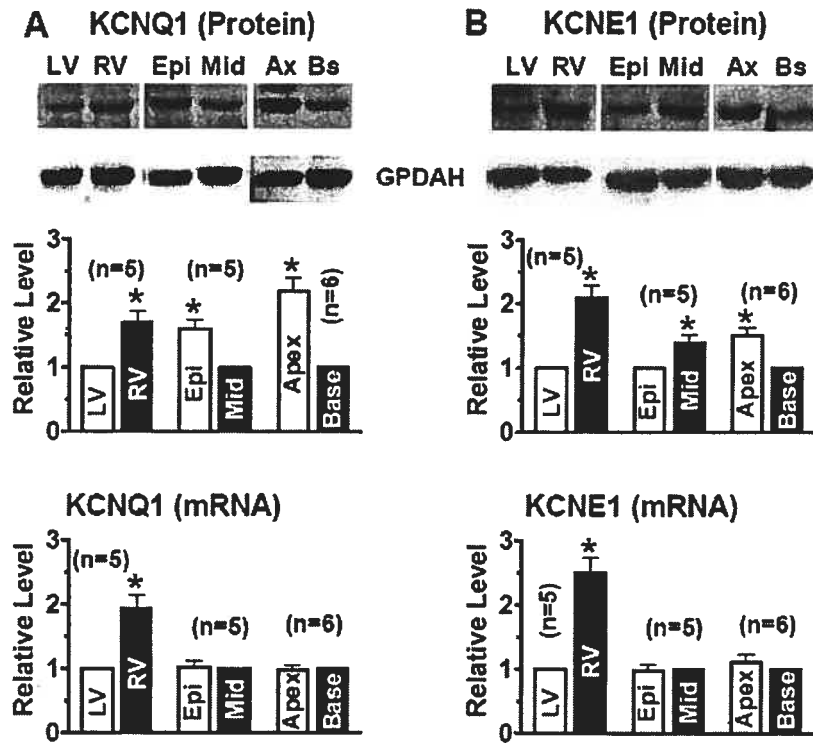 A KCNQ1 (Protein)
LV RV Epi Mid Ax Bs
B KCNE1 (Protein)
LV RV Epi Mid Ax Bs
GPDAH
Relative Level
3
2
1
0
(n=5) (n=5) (n=6)
* * *
LV RV Epi Mid Apex Base
Relative Level
3
2
1
0
(n=5) (n=5) (n=6)
* * *
LV RV Epi Mid Apex Base
KCNQ1 (mRNA)
Relative Level
3
2
1
0
(n=5) (n=5) (n=6)
*
LV RV Epi Mid Apex Base
KCNE1 (mRNA)
Relative Level
3
2
1
0
(n=5) (n=5) (n=6)
*
LV RV Epi Mid Apex Base